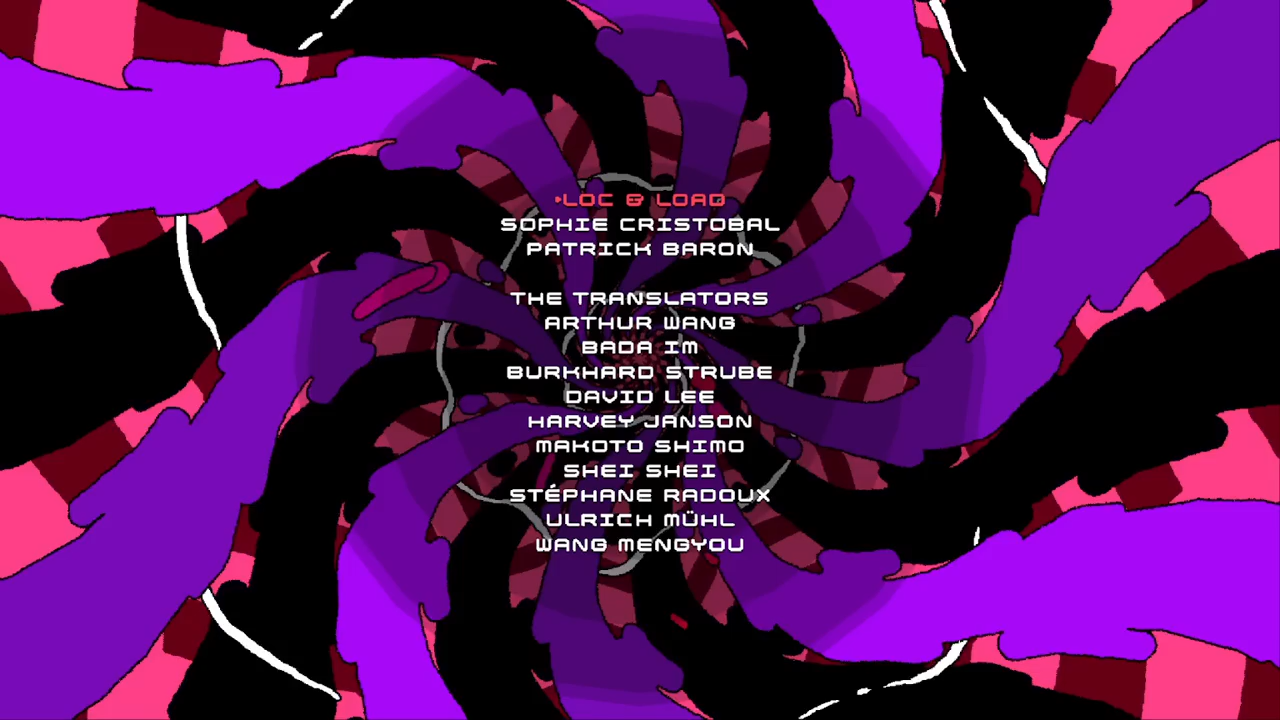 LOC & LOAD
SOPHIE CRISTOBAL
PATRICK BARON
THE TRANSLATORS
ARTHUR WANG
BADA IM
BURKHARD STRUBE
DAVID LEE
HARVEY JANSON
MAKOTO SHIMO
SHEI SHEI
STÉPHANE RADOUX
ULRICH MÜHL
WANG MENGYOU